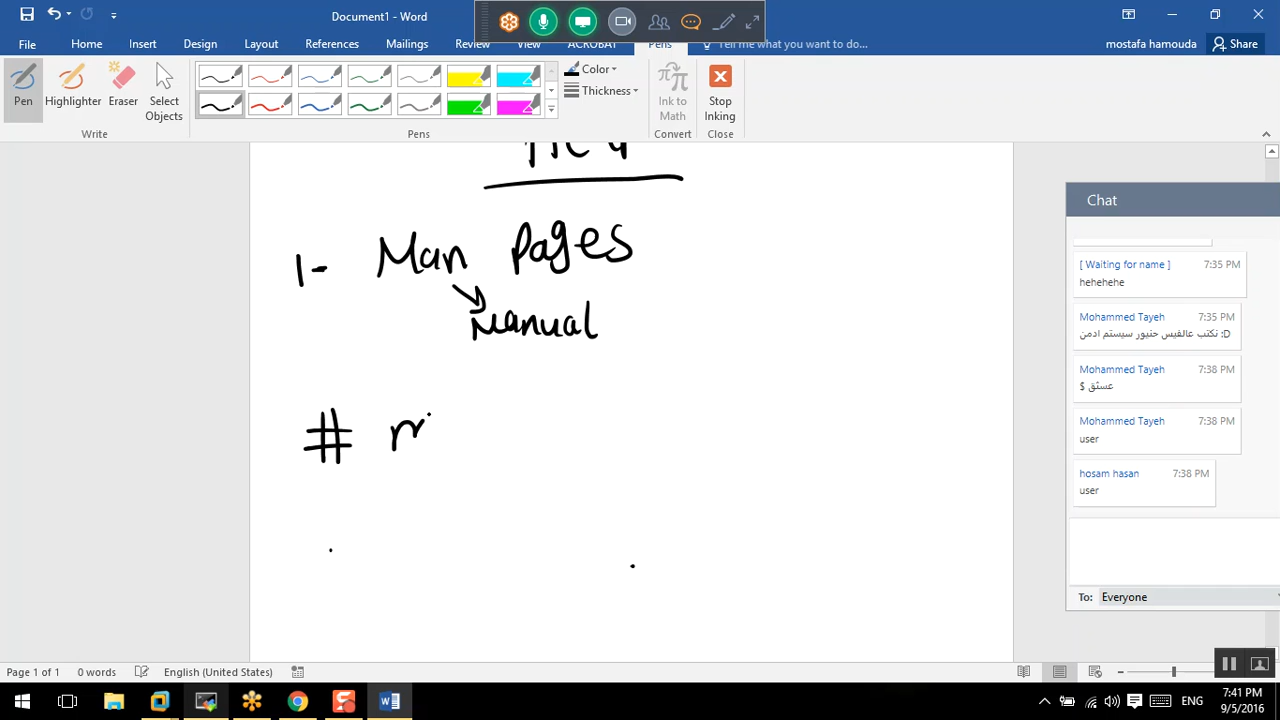 Document1 - Word
File Home Insert Design Layout References Mailings Review View ACROBAT Pens Tell me what you want to do... mostafa hamouda Share
Pen Highlighter Eraser Select Objects
Color
Thickness
Ink to Math
Stop Inking
Write Pens Convert Close
1- Man Pages
Manual
#
Chat
[ Waiting for name ] 7:35 PM
hehehehe
Mohammed Tayeh 7:35 PM
نكتب عالفيس جنيور سيستم ادمن :D
Mohammed Tayeh 7:38 PM
$ عسثق
Mohammed Tayeh 7:38 PM
user
hosam hasan 7:38 PM
user
To: Everyone
Page 1 of 1 0 words English (United States)
ENG 7:41 PM
9/5/2016